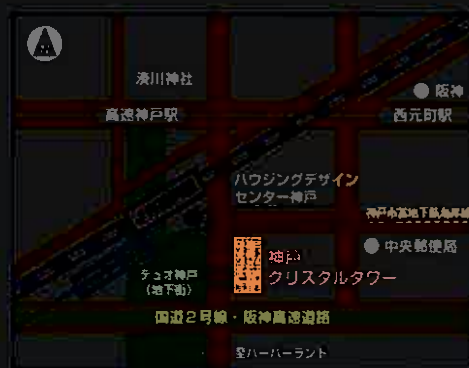 湊川神社
阪神
高速神戸駅
西元町駅
ハウジングデザイン
センター神戸
神戸市営地下鉄海岸線
中央郵便局
神戸
クリスタルタワー
デュオ神戸
(地下街)
国道2号線・阪神高速道路
至ハーバーランド